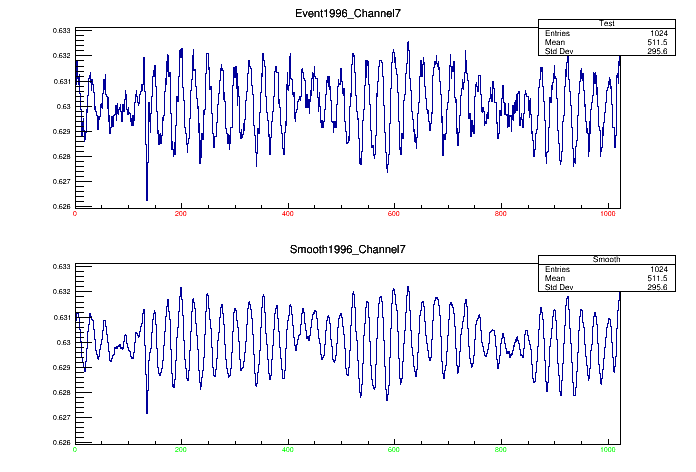 Event1996_Channel7
Test
Entries 1024
Mean 511.5
Std Dev 295.6
0.633
0.632
0.631
0.63
0.629
0.628
0.627
0.626
0 200 400 600 800 1000
Smooth1996_Channel7
Smooth
Entries 1024
Mean 511.5
Std Dev 295.6
0.633
0.632
0.631
0.63
0.629
0.628
0.627
0.626
0 200 400 600 800 1000